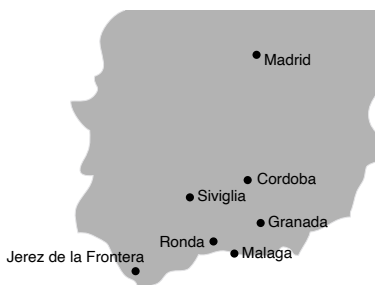 Madrid
Cordoba
Siviglia
Granada
Ronda
Malaga
Jerez de la Frontera